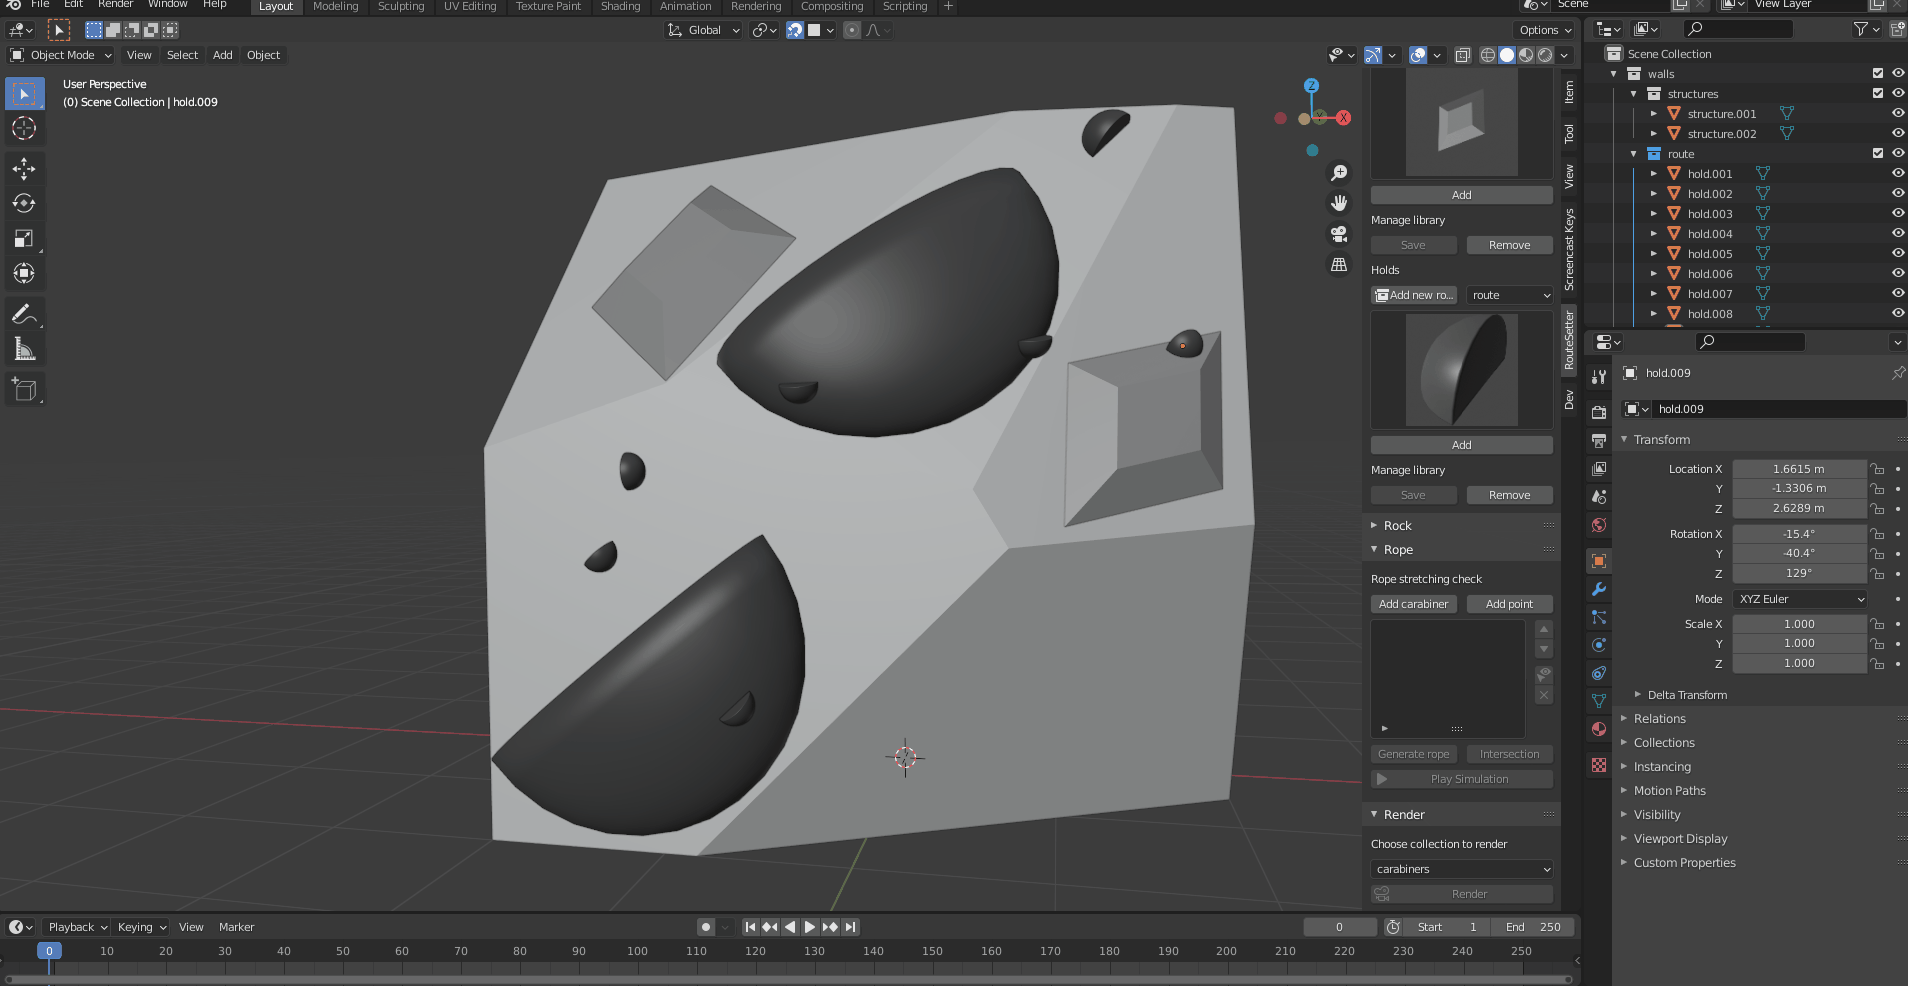 File Edit Render Window Help Layout Modeling Sculpting UV Editing Texture Paint Shading Animation Rendering Compositing Scripting + Scene View Layer
Global Options
Object Mode View Select Add Object
User Perspective
(0) Scene Collection | hold.009
Z
X
Add
Manage library
Save Remove
Holds
Add new ro... route
Add
Manage library
Save Remove
Rock
Rope
Rope stretching check
Add carabiner Add point
Generate rope Intersection
Play Simulation
Render
Choose collection to render
carabiners
Render
Item
Tool
View
Screencast Keys
RouteSetter
Dev
Scene Collection
walls
structures
structure.001
structure.002
route
hold.001
hold.002
hold.003
hold.004
hold.005
hold.006
hold.007
hold.008
hold.009
hold.009
Transform
Location X 1.6615 m
Y -1.3306 m
Z 2.6289 m
Rotation X -15.4°
Y -40.4°
Z 129°
Mode XYZ Euler
Scale X 1.000
Y 1.000
Z 1.000
Delta Transform
Relations
Collections
Instancing
Motion Paths
Visibility
Viewport Display
Custom Properties
Playback Keying View Marker 0 Start 1 End 250
0 10 20 30 40 50 60 70 80 90 100 110 120 130 140 150 160 170 180 190 200 210 220 230 240 250